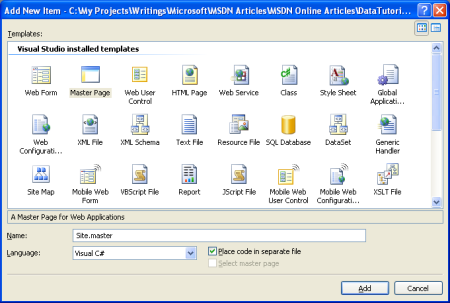 Add New Item - C:\My Projects\Writings\Microsoft\MSDN Articles\MSDN Online Articles\DataTutori...
Templates:
Visual Studio installed templates
Web Form
Master Page
Web User Control
HTML Page
Web Service
Class
Style Sheet
Global Applicati...
Web Configurati...
XML File
XML Schema
Text File
Resource File
SQL Database
DataSet
Generic Handler
Site Map
Mobile Web Form
VBScript File
Report
JScript File
Mobile Web User Control
Mobile Web Configurati...
XSLT File
A Master Page for Web Applications
Name:
Site.master
Language:
Visual C#
Place code in separate file
Select master page
Add
Cancel